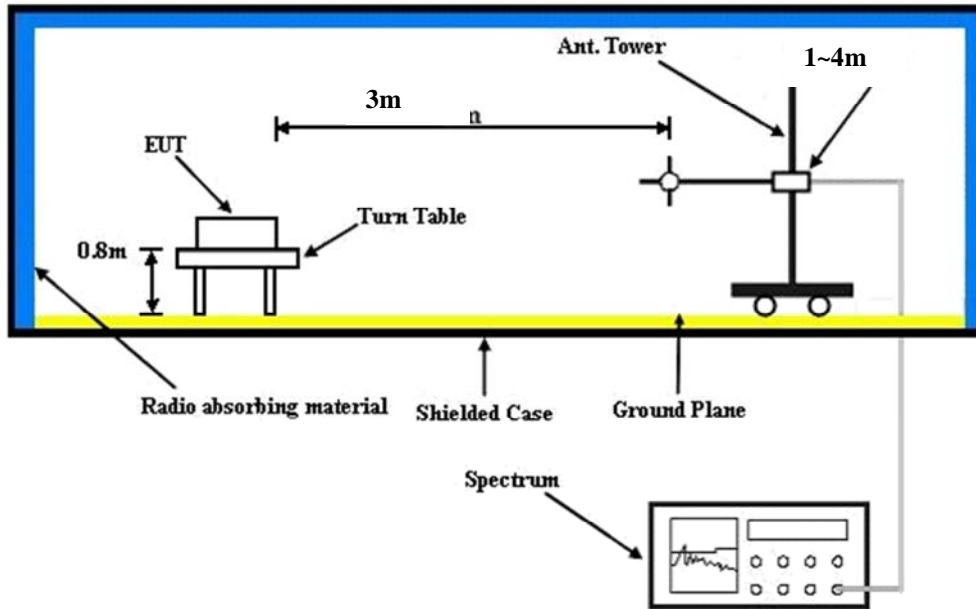 Ant. Tower
1~4m
3m
n
EUT
Turn Table
0.8m
Radio absorbing material
Shielded Case
Ground Plane
Spectrum